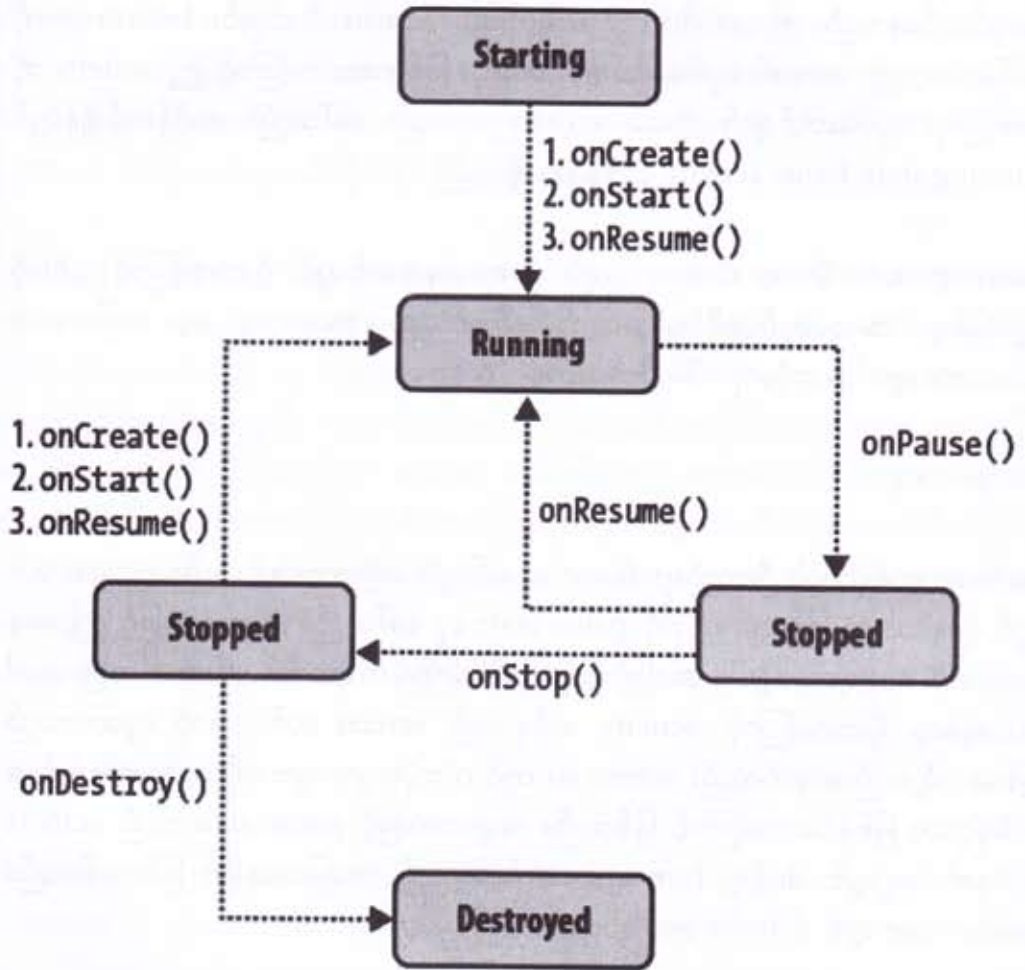 Starting
1. onCreate()
2. onStart()
3. onResume()
Running
1. onCreate()
2. onStart()
3. onResume()
onPause()
onResume()
Stopped
Stopped
onStop()
onDestroy()
Destroyed